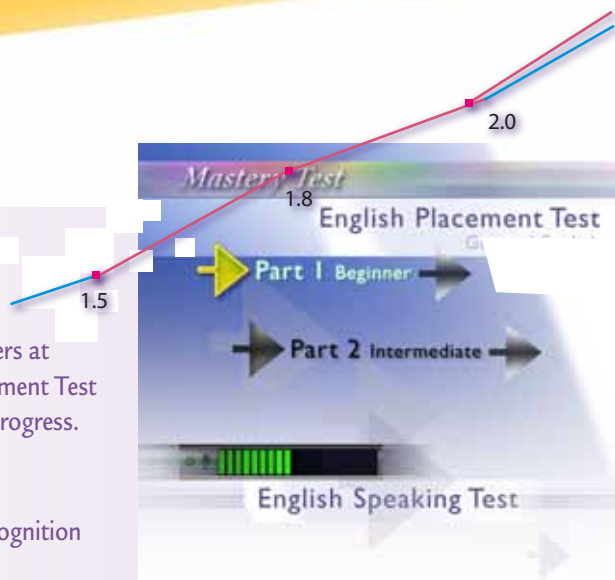 2.0
Mastery Test
1.8
English Placement Test
Part 1 Beginner
1.5
Part 2 Intermediate
ers at
ement Test
rogress.
English Speaking Test
ognition